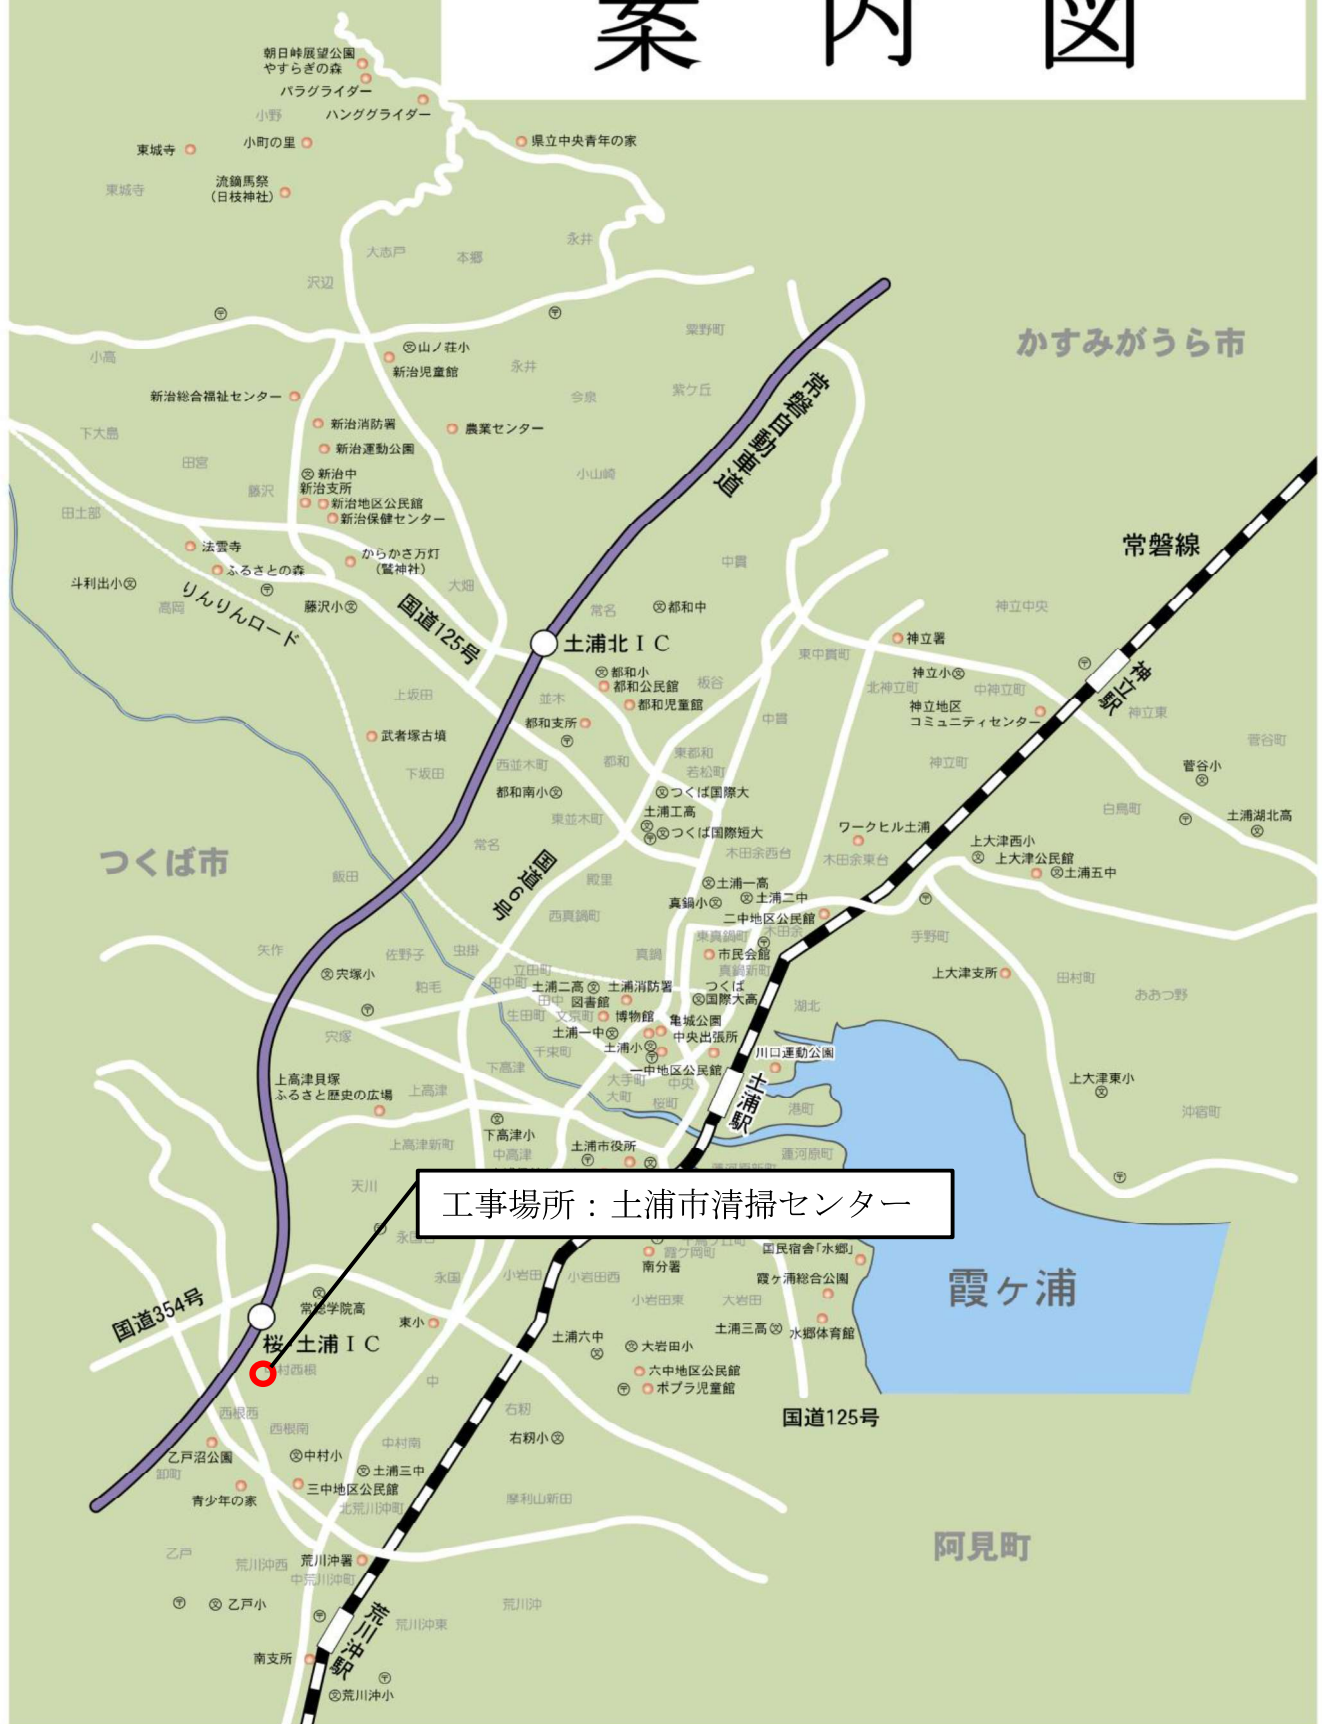 案内図
朝日峠展望公園
やすらぎの森
パラグライダー
ハンググライダー
小野
小町の里
東城寺
県立中央青年の家
流鏑馬祭
（日枝神社）
東城寺
永井
大志戸
本郷
沢辺
粟野町
かすみがうら市
山ノ荘小
小高
新治児童館
永井
紫ケ丘
今泉
新治総合福祉センター
常磐自動車道
新治消防署
農業センター
下大島
新治運動公園
田宮
新治中
小山崎
新治支所
藤沢
新治地区公民館
新治保健センター
田土部
常磐線
法雲寺
からかさ万灯
（鷲神社）
中貫
ふるさとの森
斗利出小
大畑
りんりんロード
高岡
藤沢小
国道125号
常名
都和中
神立中央
土浦北ＩＣ
神立署
東中貫町
都和小
神立小
都和公民館
板谷
北神立町
中神立町
神立駅
上坂田
並木
都和児童館
神立地区
コミュニティセンター
神立東
都和支所
中貫
武者塚古墳
菅谷町
東都和
西並木町
都和
若松町
神立町
菅谷小
下坂田
都和南小
つくば国際大
白鳥町
土浦湖北高
土浦工高
東並木町
つくば国際短大
ワークヒル土浦
つくば市
常名
木田余西台
木田余東台
上大津西小
上大津公民館
土浦五中
飯田
国道6号
殿里
土浦一高
土浦二中
真鍋小
西真鍋町
二中地区公民館
東真鍋町
木田余
手野町
矢作
佐野子
虫掛
真鍋
市民会館
穴塚小
立田町
真鍋新町
上大津支所
田村町
粕毛
田中町
土浦二高
土浦消防署
つくば
国際大高
おおつ野
田中
図書館
湖北
生田町
文京町
博物館
亀城公園
穴塚
土浦一中
中央出張所
千束町
土浦小
川口運動公園
下高津
一中地区公民館
上高津貝塚
ふるさと歴史の広場
上高津
大手町
中央
土浦駅
上大津東小
大町
桜町
港町
沖宿町
下高津小
上高津新町
中高津
土浦市役所
蓮河原町
蓮河原新町
天川
工事場所：土浦市清掃センター
永国台
霞ケ岡町
国民宿舎「水郷」
南分署
永国
小岩田
小岩田西
霞ヶ浦総合公園
霞ヶ浦
国道354号
常総学院高
小岩田東
大岩田
東小
土浦三高
水郷体育館
桜・土浦ＩＣ
土浦六中
大岩田小
村西根
六中地区公民館
中
ポプラ児童館
西根西
右籾
国道125号
西根南
右籾小
中村南
乙戸沼公園
中村小
卸町
土浦三中
青少年の家
三中地区公民館
摩利山新田
北荒川沖町
阿見町
乙戸
荒川沖西
荒川沖署
中荒川沖町
乙戸小
荒川沖
荒川沖東
荒川沖駅
南支所
荒川沖小